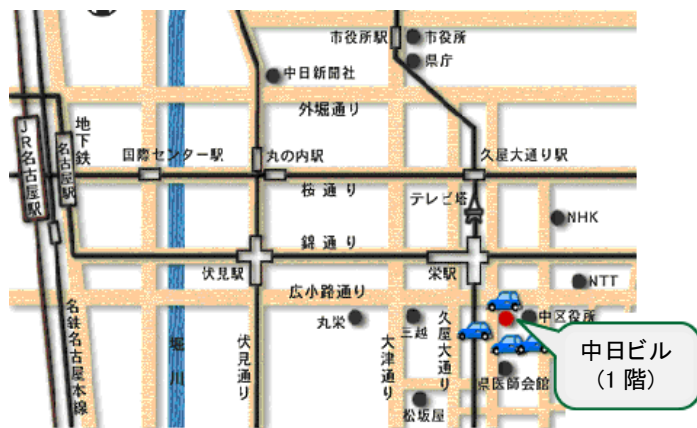 市役所駅
市役所
県庁
中日新聞社
外堀通り
地下鉄
名古屋駅
JR名古屋駅
国際センター駅
丸の内駅
久屋大通り駅
桜通り
テレビ塔
NHK
錦通り
伏見駅
栄駅
NTT
広小路通り
丸栄
三越
中区役所
名鉄名古屋本線
堀川
伏見通り
大津通り
久屋大通り
県医師会館
松坂屋
中日ビル
(1階)